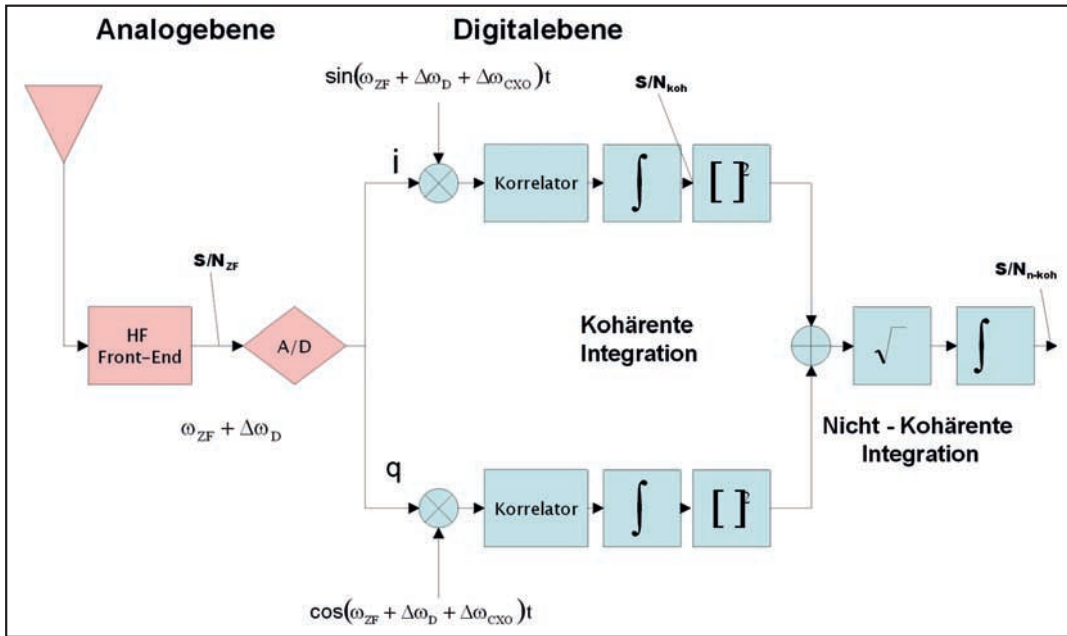 Analogebene
Digitalebene
sin(ω_ZF + Δω_D + Δω_CXO)t
S/N_koh
i
Korrelator
∫
[ ]²
S/N_ZF
S/N_n-koh
HF
Front-End
A/D
Kohärente
Integration
√
∫
ω_ZF + Δω_D
Nicht - Kohärente
Integration
q
Korrelator
∫
[ ]²
cos(ω_ZF + Δω_D + Δω_CXO)t